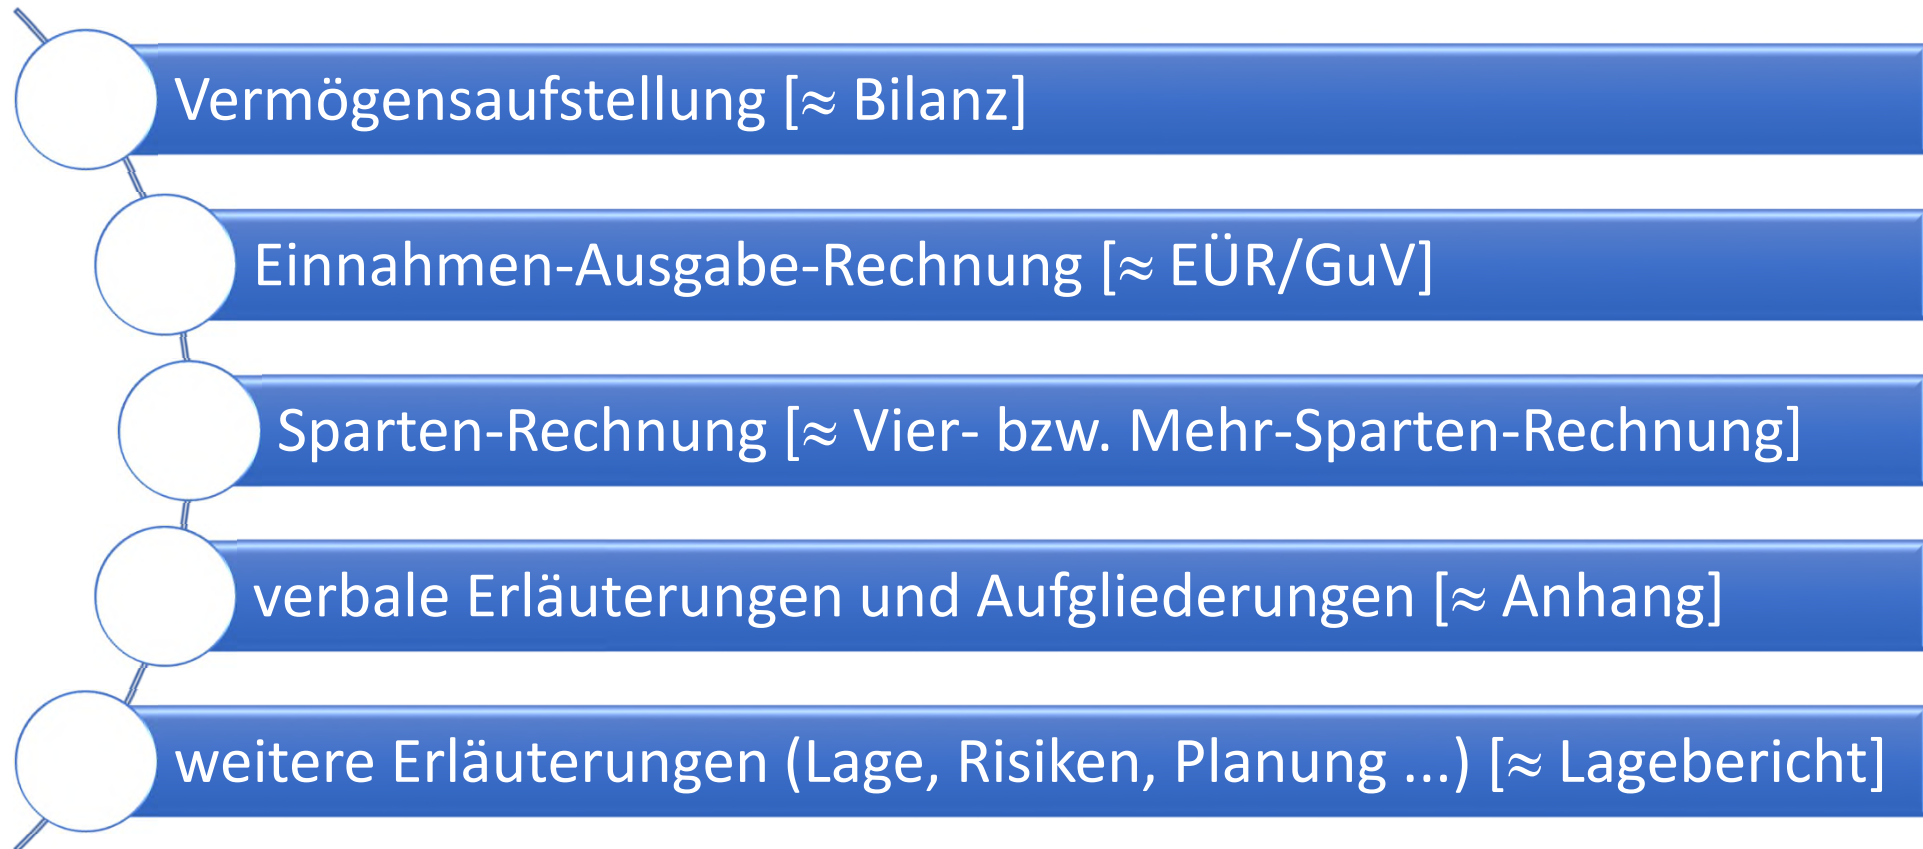 Vermögensaufstellung [≈ Bilanz]
Einnahmen-Ausgabe-Rechnung [≈ EÜR/GuV]
Sparten-Rechnung [≈ Vier- bzw. Mehr-Sparten-Rechnung]
verbale Erläuterungen und Aufgliederungen [≈ Anhang]
weitere Erläuterungen (Lage, Risiken, Planung ...) [≈ Lagebericht]